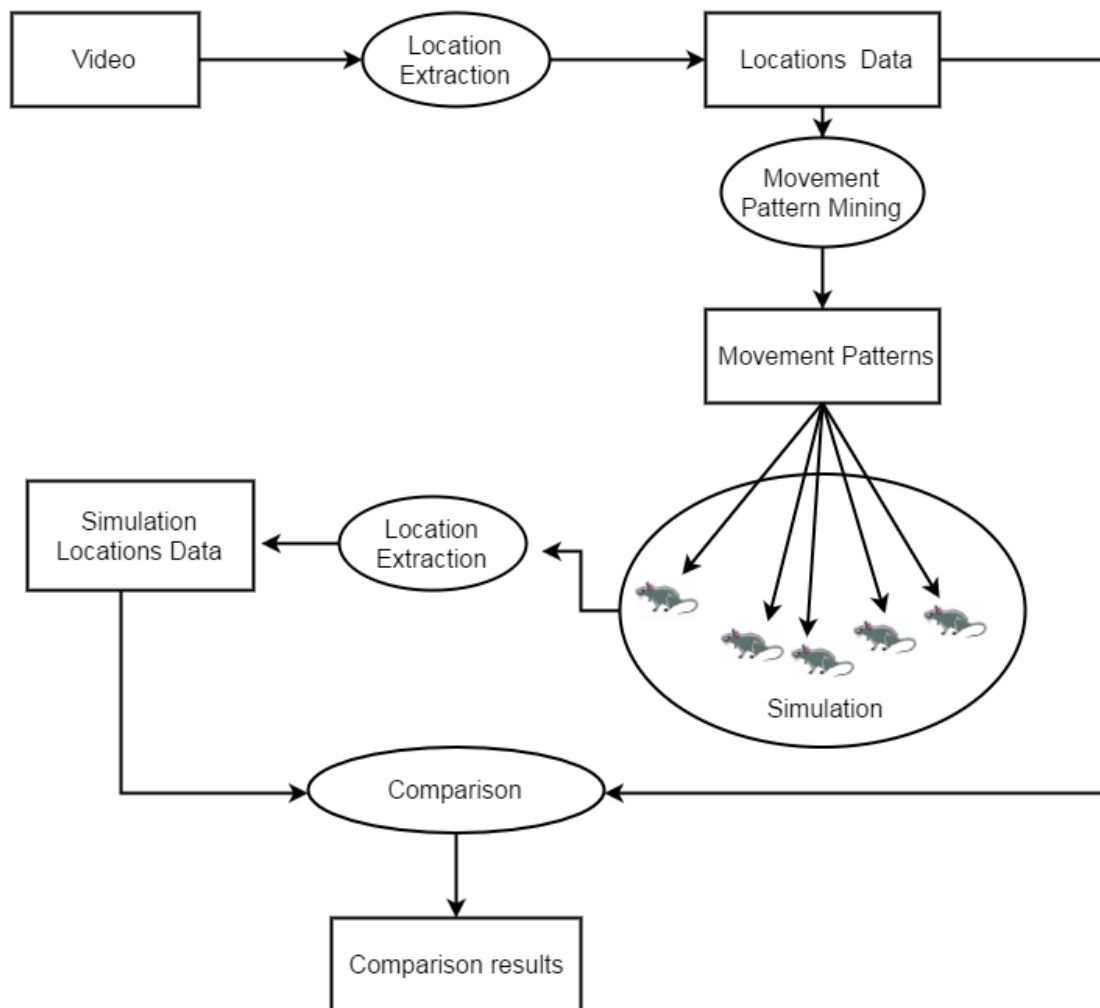 Video
Location
Extraction
Locations Data
Movement
Pattern Mining
Movement Patterns
Simulation
Locations Data
Location
Extraction
Simulation
Comparison
Comparison results